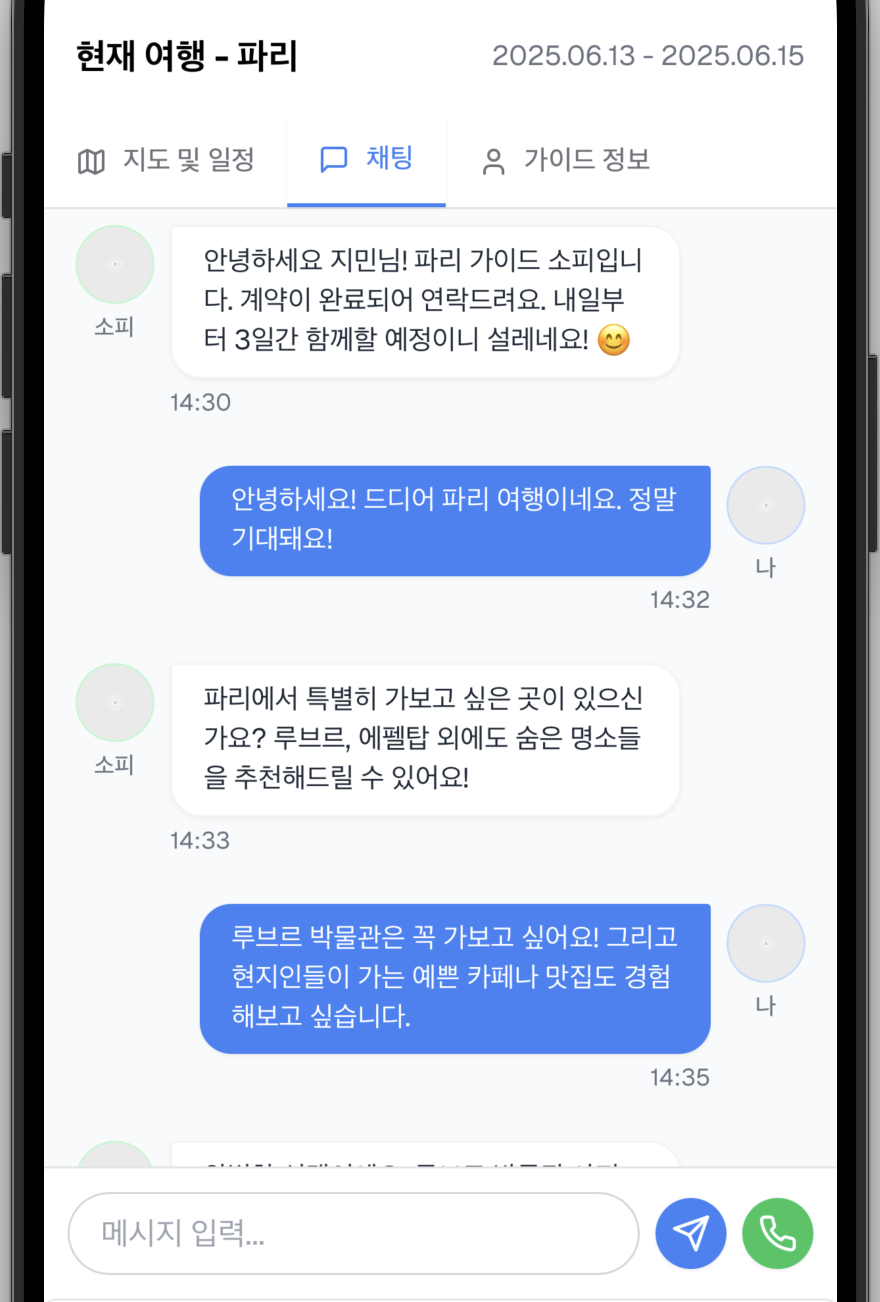 현재 여행 - 파리
2025.06.13 - 2025.06.15
지도 및 일정
채팅
가이드 정보
안녕하세요 지민님! 파리 가이드 소피입니
다. 계약이 완료되어 연락드려요. 내일부
터 3일간 함께할 예정이니 설레네요! 😊
소피
14:30
안녕하세요! 드디어 파리 여행이네요. 정말
기대돼요!
나
14:32
파리에서 특별히 가보고 싶은 곳이 있으신
가요? 루브르, 에펠탑 외에도 숨은 명소들
을 추천해드릴 수 있어요!
소피
14:33
루브르 박물관은 꼭 가보고 싶어요! 그리고
현지인들이 가는 예쁜 카페나 맛집도 경험
해보고 싶습니다.
나
14:35
메시지 입력...